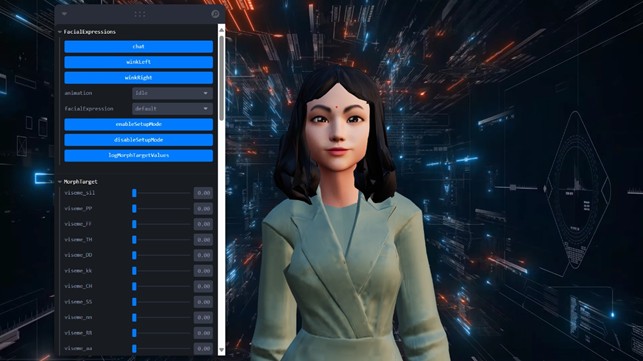 FacialExpressions
chat
winkLeft
winkRight
animation Idle
facialExpression default
enableSetupMode
disableSetupMode
logMorphTargetValues
MorphTarget
viseme_sil 0.00
viseme_PP 0.00
viseme_FF 0.00
viseme_TH 0.00
viseme_DD 0.00
viseme_kk 0.00
viseme_CH 0.00
viseme_SS 0.00
viseme_nn 0.00
viseme_RR 0.00
viseme_aa 0.00